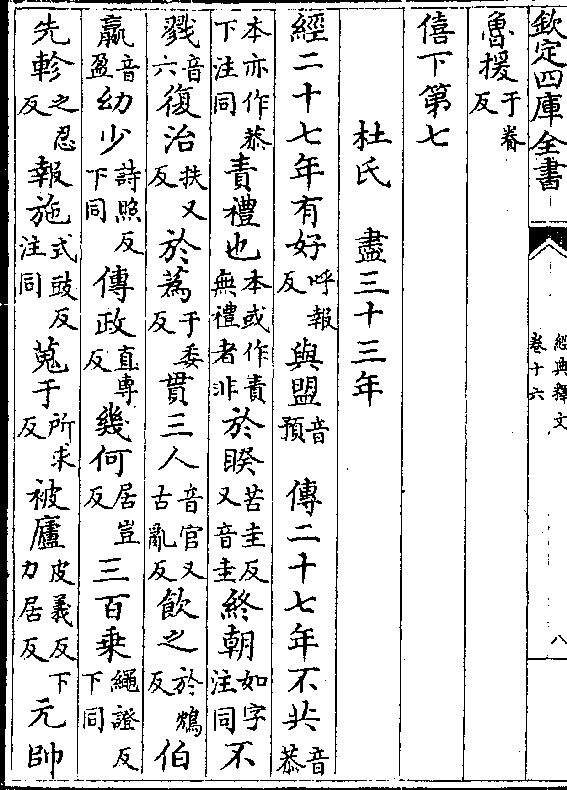 欽定四庫全書
經典釋文
卷十六
八
魯援于眷反
僖下第七
杜氏　盡三十三年
經二十七年有好呼報反與盟音預　傳二十七年不共音恭
本亦作恭下注同責禮也本或作責無禮者非於睽苦圭反又音圭終朝如字注同不
戮音六復治扶又反於蒍于委反貫三人音官又古亂反飲之於鴆反伯
嬴音盈幼少詩照反下同傳政直專反幾何居豈反三百乘繩證反下同
先軫之忍反報施式豉反注同蒐于所求反被廬皮義反下力居反元帥